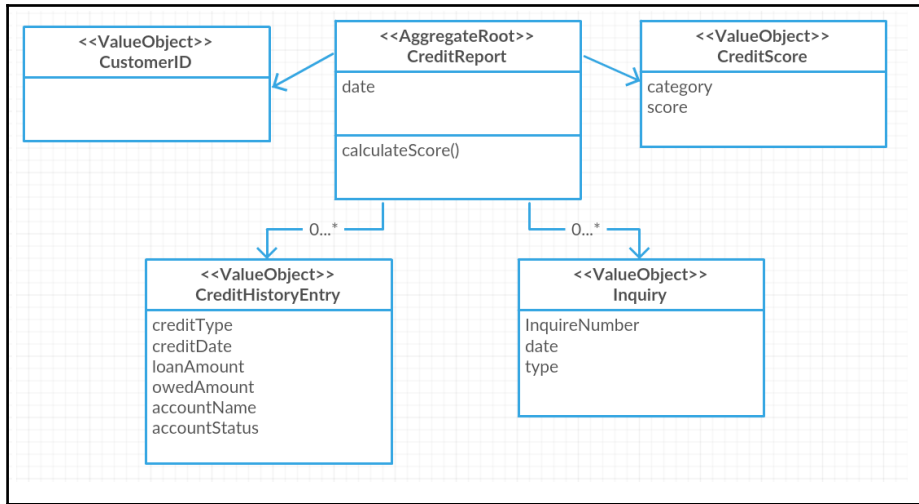 <<ValueObject>>
CustomerID
<<AggregateRoot>>
CreditReport
date
calculateScore()
<<ValueObject>>
CreditScore
category
score
0...*
0...*
<<ValueObject>>
CreditHistoryEntry
creditType
creditDate
loanAmount
owedAmount
accountName
accountStatus
<<ValueObject>>
Inquiry
InquireNumber
date
type